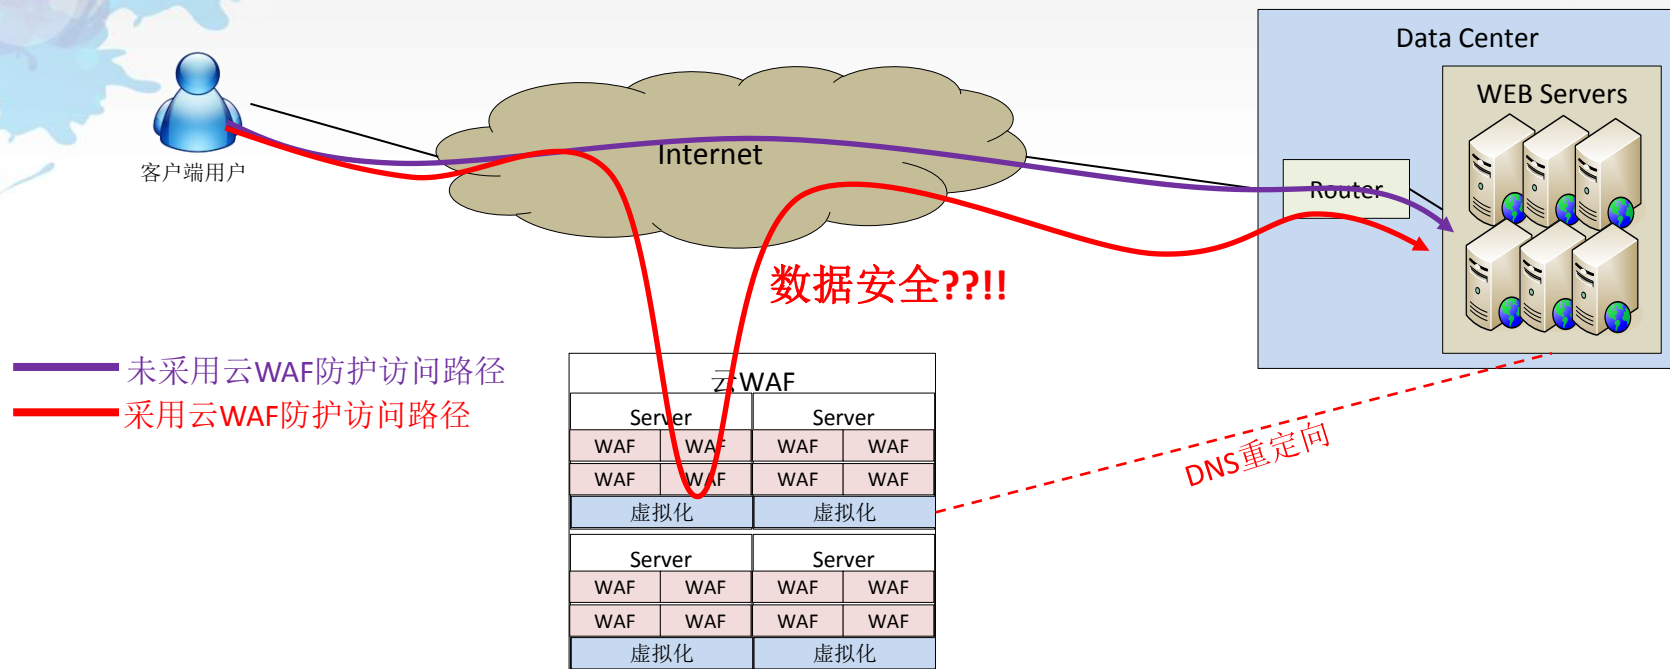 Data Center
WEB Servers
客户端用户
Internet
Router
数据安全??!!
未采用云WAF防护访问路径
采用云WAF防护访问路径
云WAF
Server Server
WAF WAF WAF WAF
WAF WAF WAF WAF
虚拟化 虚拟化
Server Server
WAF WAF WAF WAF
WAF WAF WAF WAF
虚拟化 虚拟化
DNS重定向